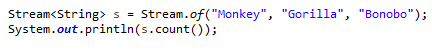 Stream<String> s = Stream.of("Monkey", "Gorilla", "Bonobo");
System.out.println(s.count());